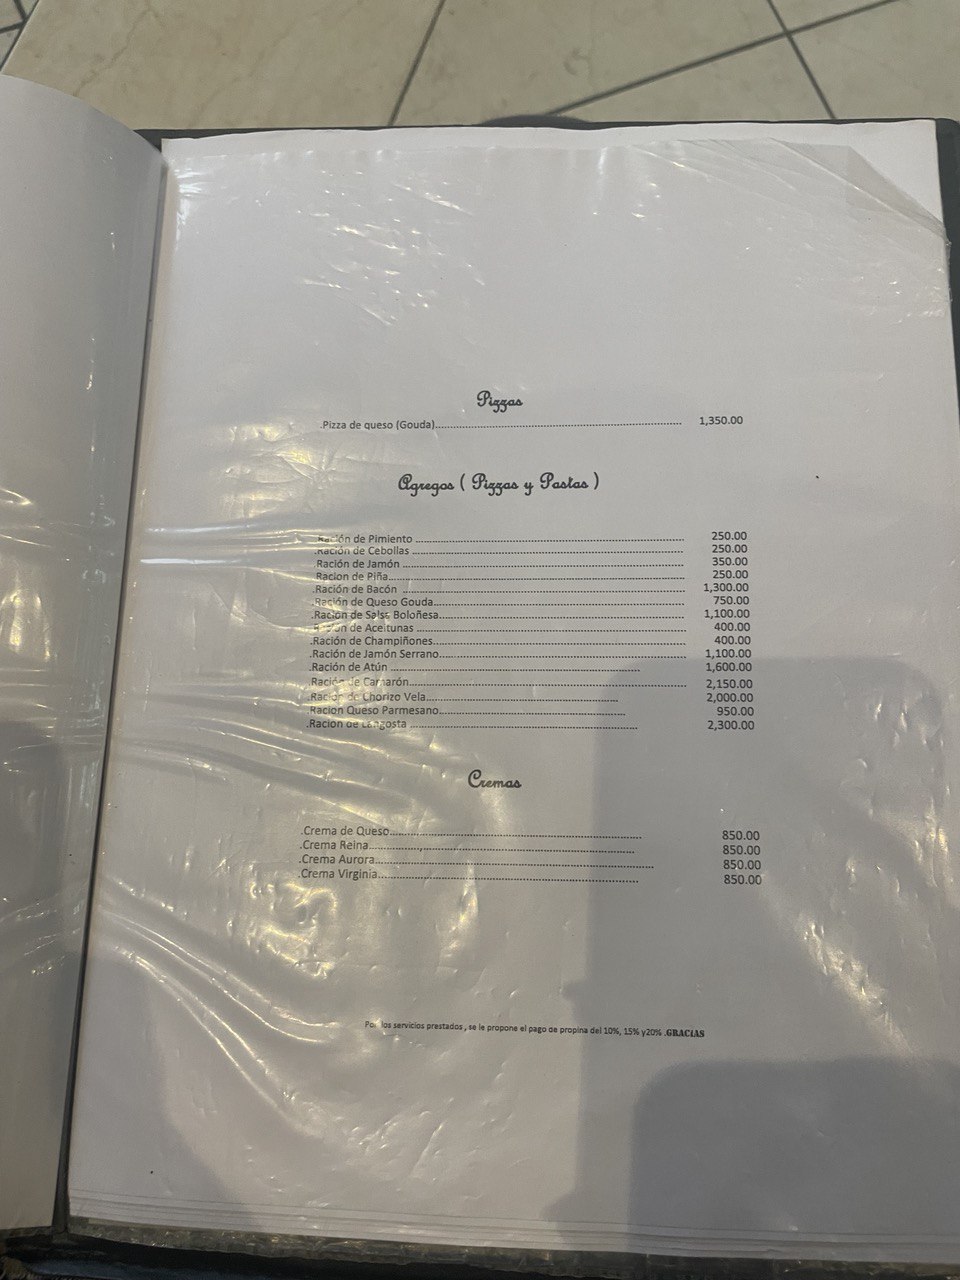 Pizzas
.Pizza de queso (Gouda)........ 1,350.00
Agregos ( Pizzas y Pastas )
Ración de Pimiento ........ 250.00
.Ración de Cebollas ........ 250.00
.Ración de Jamón ........ 350.00
Racion de Piña........ 250.00
.Ración de Bacón ........ 1,300.00
.Ración de Queso Gouda........ 750.00
.Ración de Salsa Boloñesa........ 1,100.00
.Ración de Aceitunas ........ 400.00
.Ración de Champiñones........ 400.00
.Ración de Jamón Serrano........ 1,100.00
.Ración de Atún ........ 1,600.00
.Ración de Camarón........ 2,150.00
.Ración de Chorizo Vela........ 2,000.00
Racion Queso Parmesano........ 950.00
.Racion de Langosta ........ 2,300.00
Cremas
.Crema de Queso........ 850.00
.Crema Reina........ 850.00
.Crema Aurora........ 850.00
.Crema Virginia........ 850.00
Por los servicios prestados , se le propone el pago de propina del 10%, 15% y20% .GRACIAS